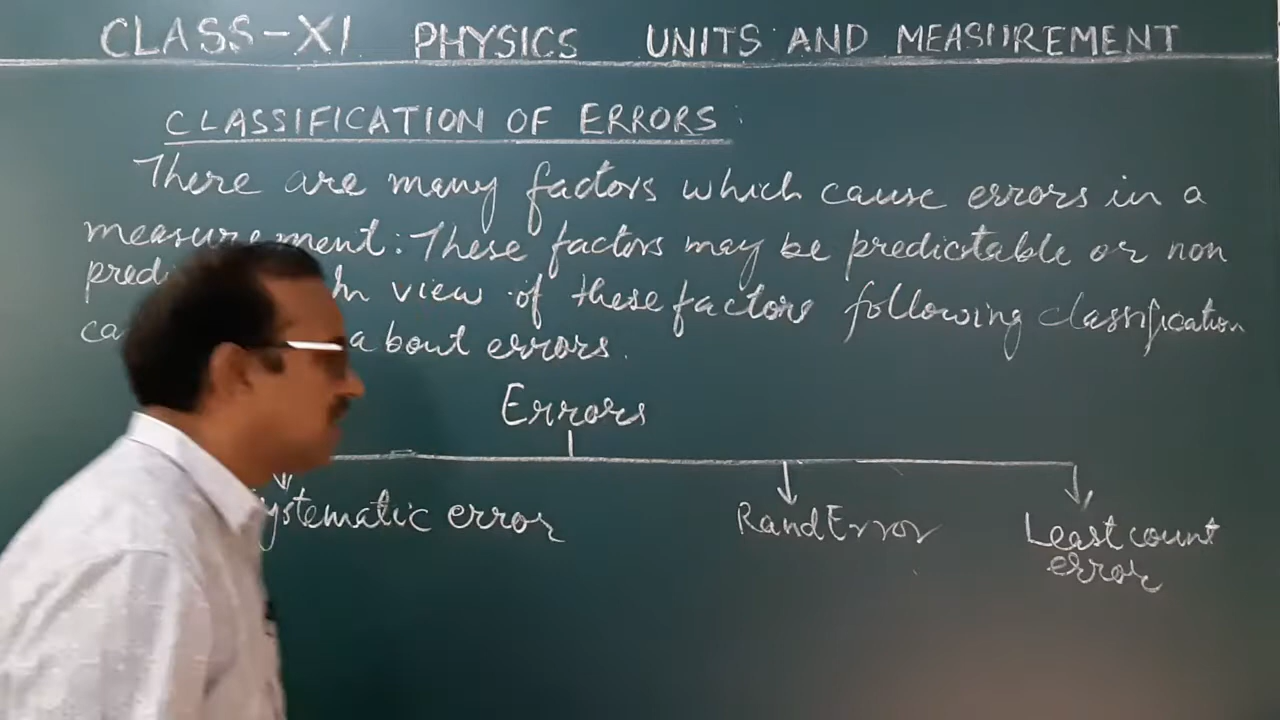 CLASS-XI PHYSICS UNITS AND MEASUREMENT
CLASSIFICATION OF ERRORS:
There are many factors which cause errors in a
measurement: These factors may be predictable or non
In view of these factors following classification
about errors.
Errors
Systematic error
RandError
Least count
error